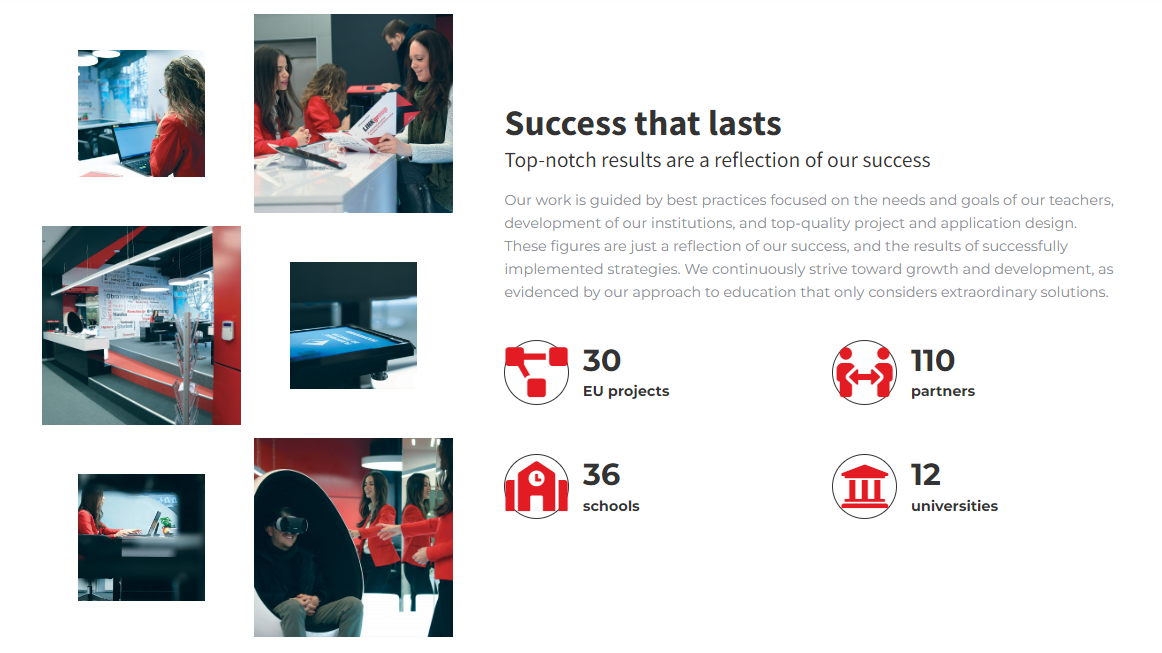 Success that lasts
Top-notch results are a reflection of our success
Our work is guided by best practices focused on the needs and goals of our teachers,
development of our institutions, and top-quality project and application design.
These figures are just a reflection of our success, and the results of successfully
implemented strategies. We continuously strive toward growth and development, as
evidenced by our approach to education that only considers extraordinary solutions.
30
EU projects
110
partners
36
schools
12
universities
LINKgroup